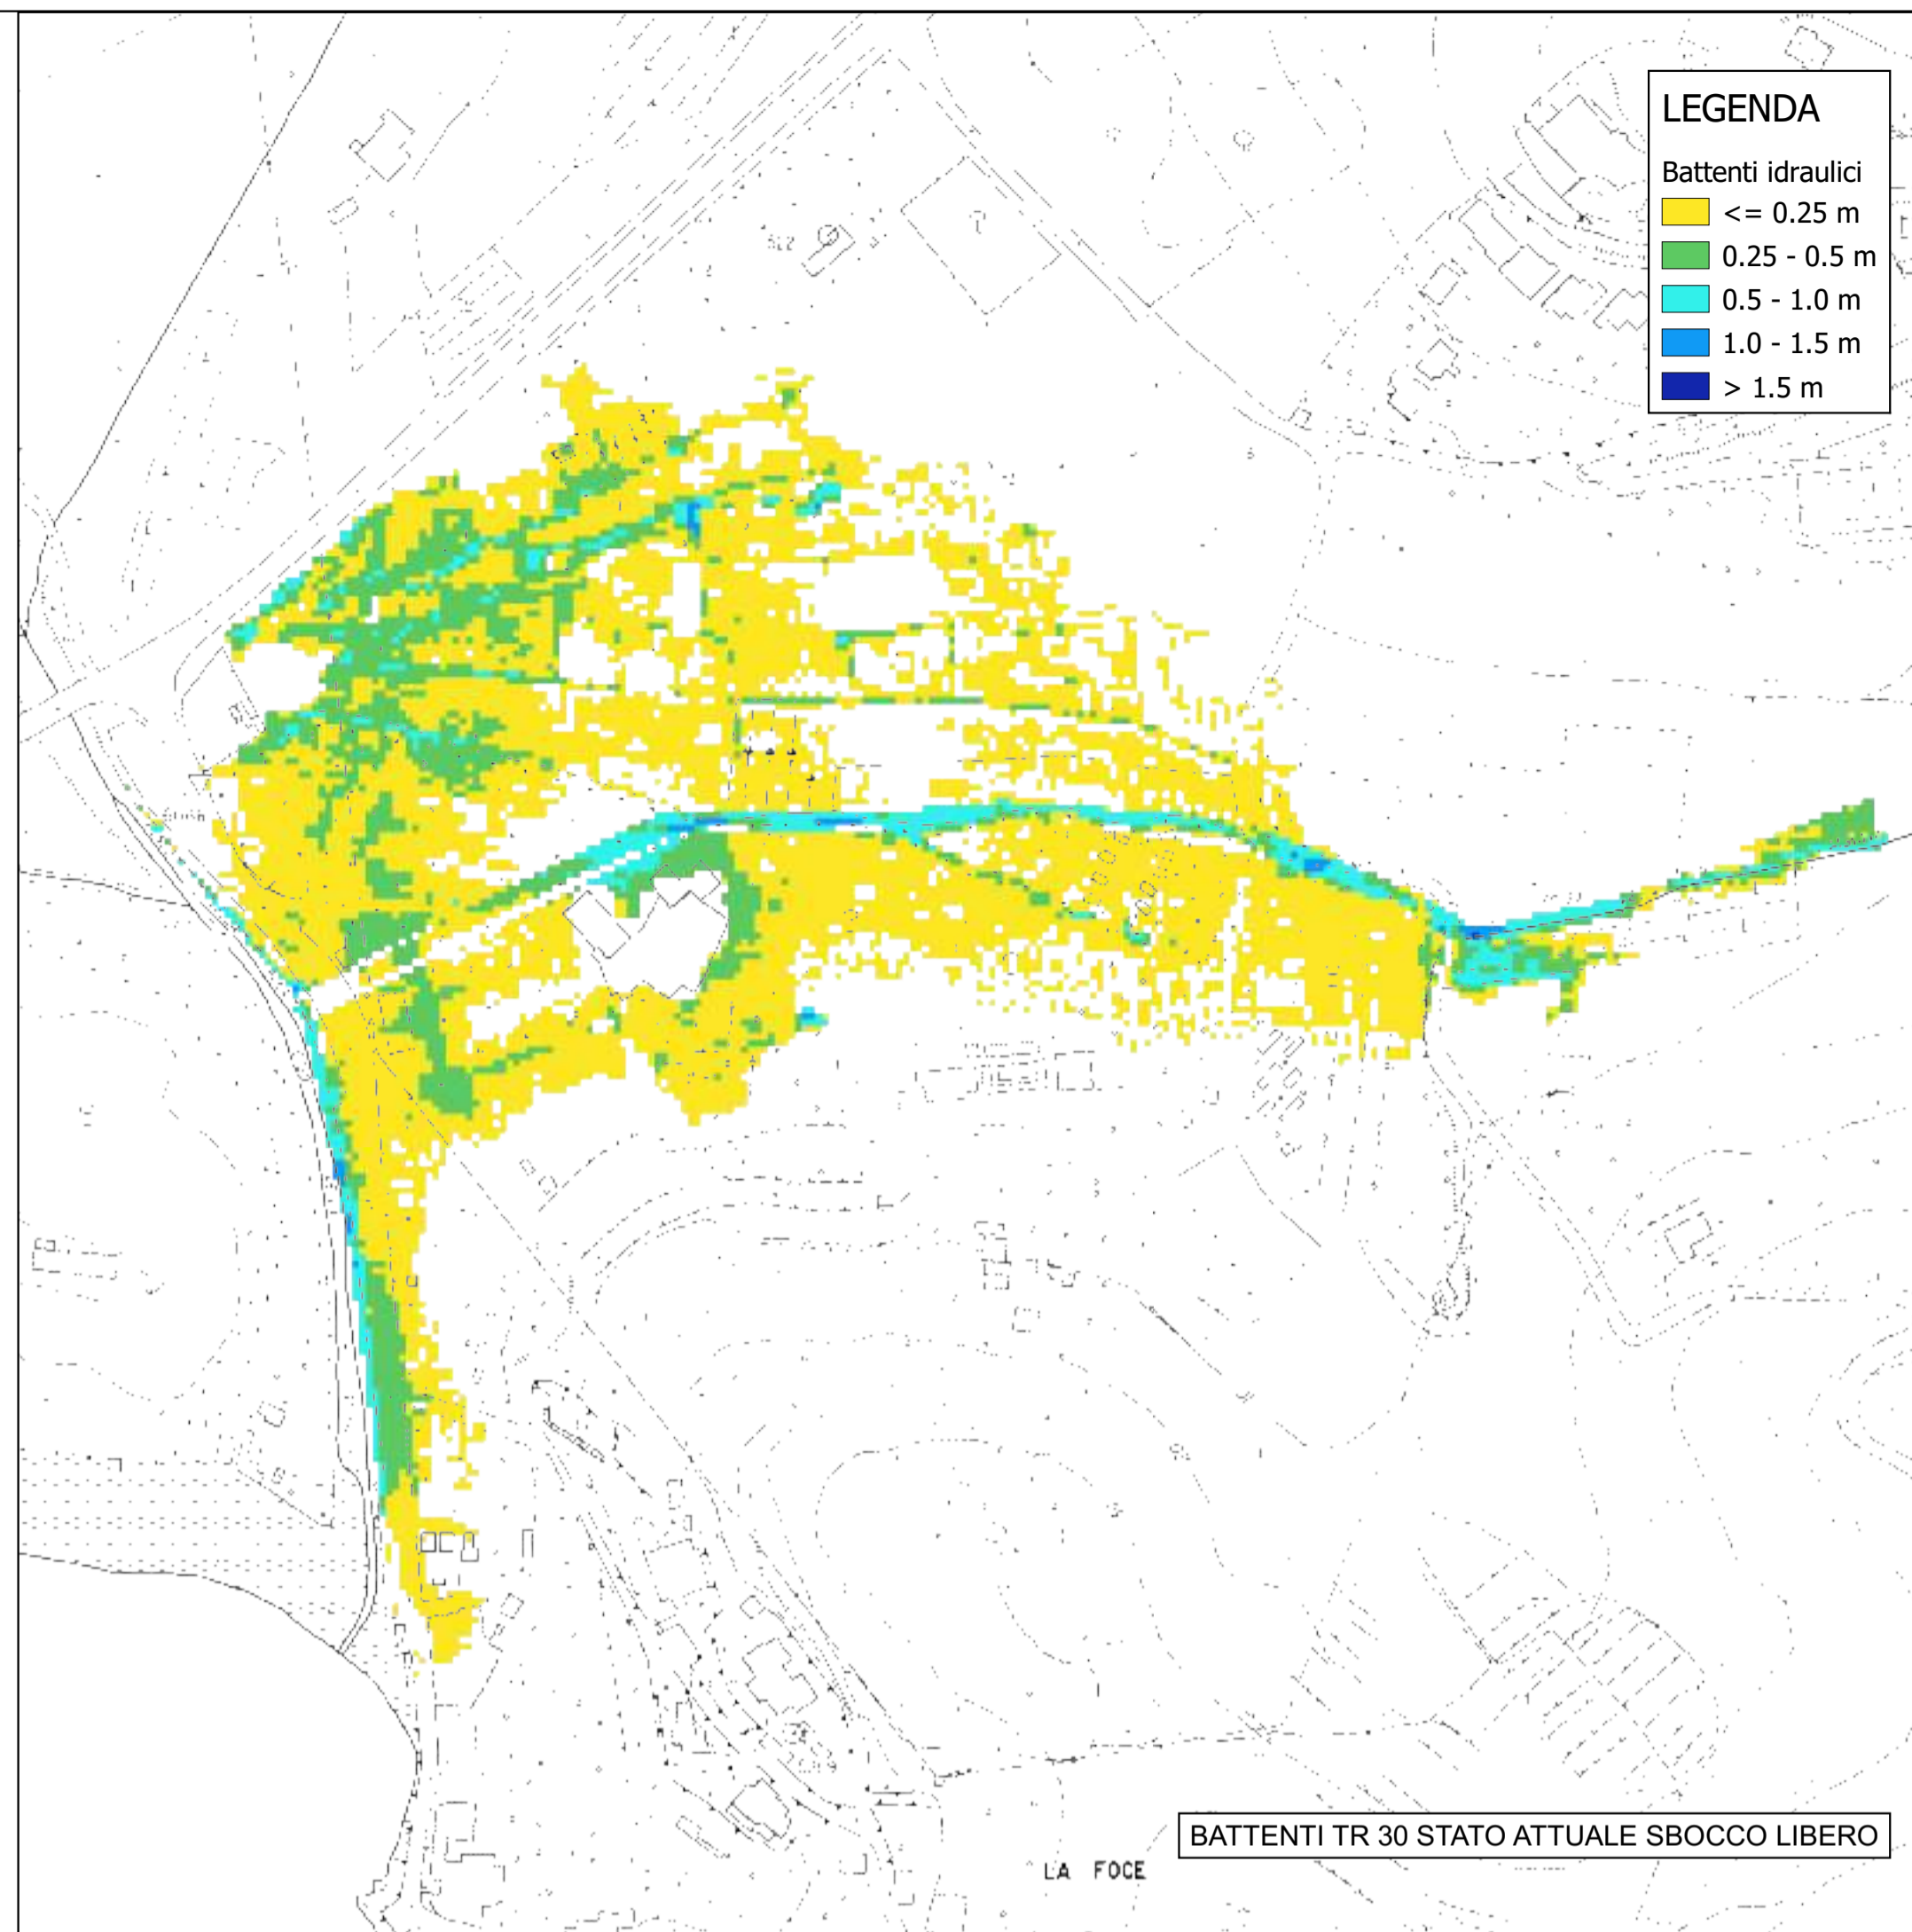 LEGENDA
Battenti idraulici
<= 0.25 m
0.25 - 0.5 m
0.5 - 1.0 m
1.0 - 1.5 m
> 1.5 m
BATTENTI TR 30 STATO ATTUALE SBOCCO LIBERO
LA FOCE